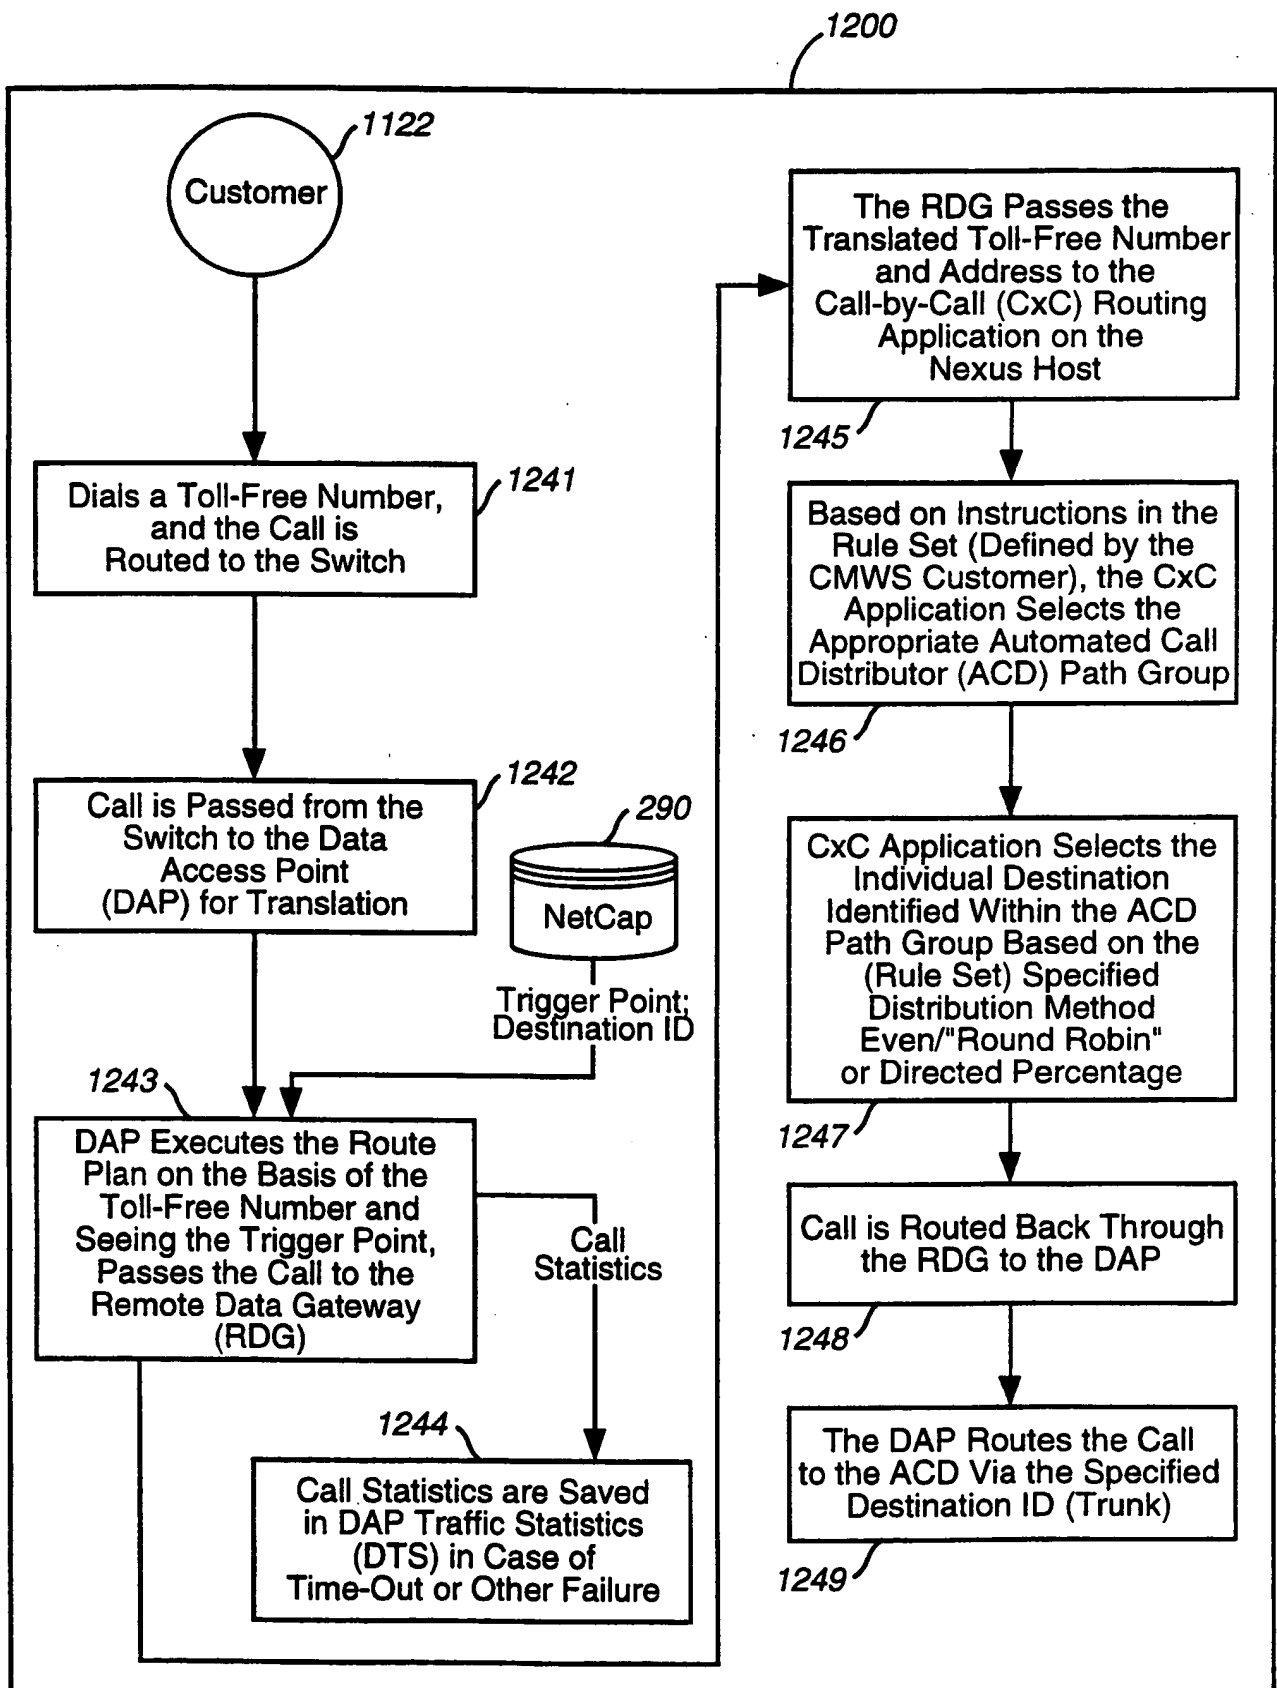 1200
1122
Customer
1241
Dials a Toll-Free Number,
and the Call is
Routed to the Switch
1242
Call is Passed from the
Switch to the Data
Access Point
(DAP) for Translation
290
NetCap
Trigger Point;
Destination ID
1243
DAP Executes the Route
Plan on the Basis of the
Toll-Free Number and
Seeing the Trigger Point,
Passes the Call to the
Remote Data Gateway
(RDG)
Call
Statistics
1244
Call Statistics are Saved
in DAP Traffic Statistics
(DTS) in Case of
Time-Out or Other Failure
The RDG Passes the
Translated Toll-Free Number
and Address to the
Call-by-Call (CxC) Routing
Application on the
Nexus Host
1245
Based on Instructions in the
Rule Set (Defined by the
CMWS Customer), the CxC
Application Selects the
Appropriate Automated Call
Distributor (ACD) Path Group
1246
CxC Application Selects the
Individual Destination
Identified Within the ACD
Path Group Based on the
(Rule Set) Specified
Distribution Method
Even/"Round Robin"
or Directed Percentage
1247
Call is Routed Back Through
the RDG to the DAP
1248
The DAP Routes the Call
to the ACD Via the Specified
Destination ID (Trunk)
1249